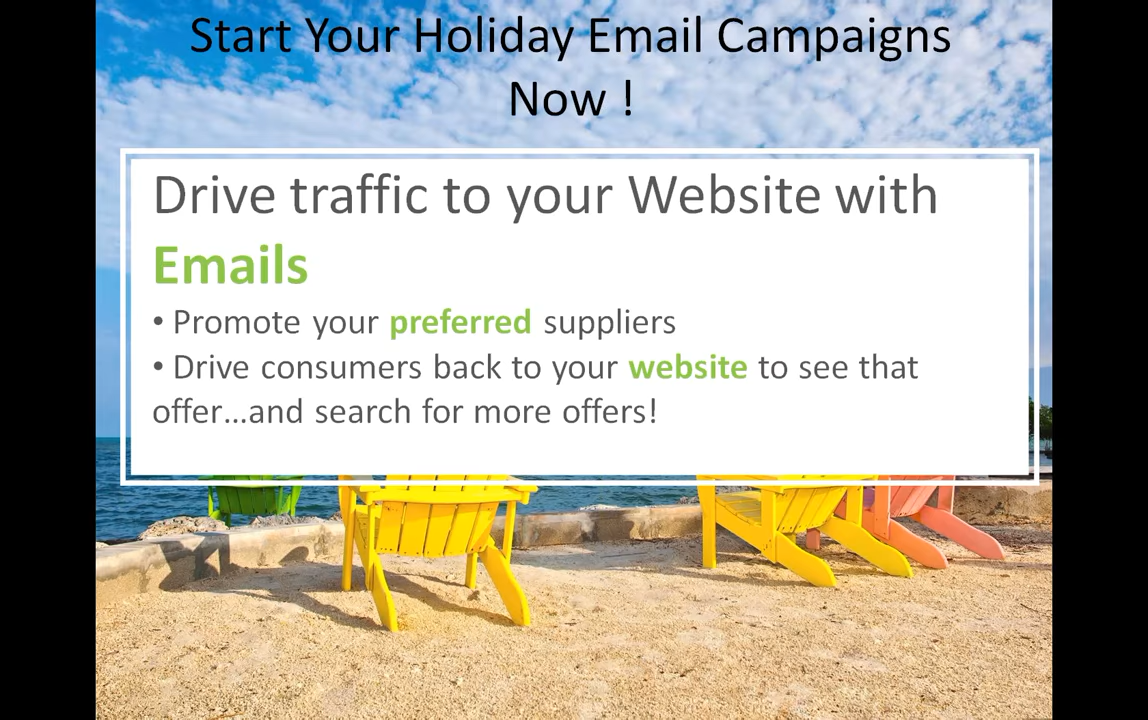 Start Your Holiday Email Campaigns
Now !
Drive traffic to your Website with
Emails
• Promote your preferred suppliers
• Drive consumers back to your website to see that
offer...and search for more offers!